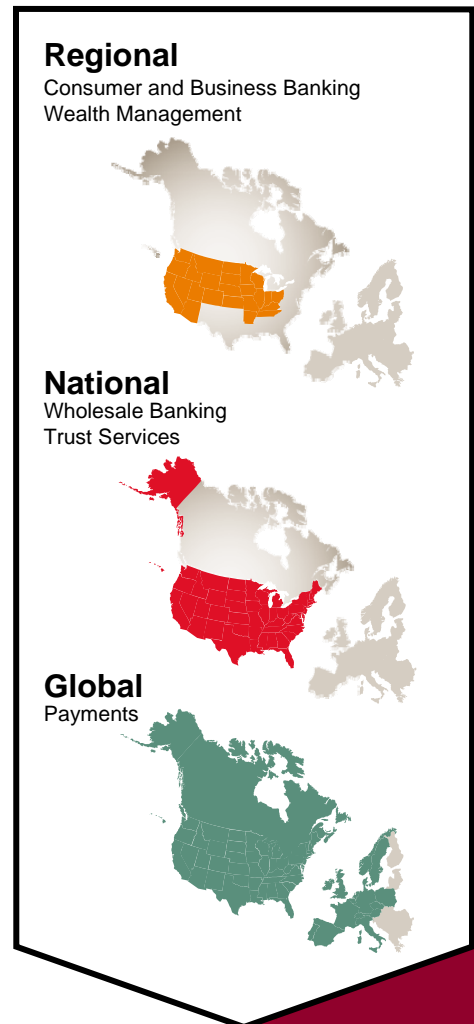 Regional
Consumer and Business Banking
Wealth Management
National
Wholesale Banking
Trust Services
Global
Payments